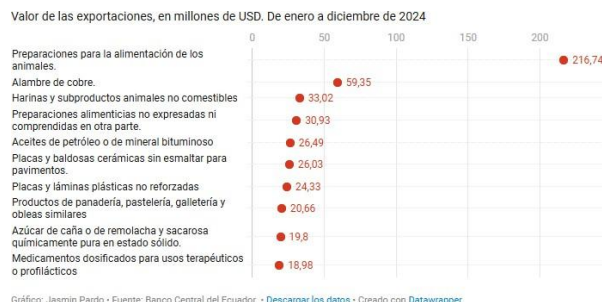 Valor de las exportaciones, en millones de USD. De enero a diciembre de 2024
0 50 100 150 200
Preparaciones para la alimentación de los
animales.
216,74
Alambre de cobre.
59,35
Harinas y subproductos animales no comestibles
33,02
Preparaciones alimenticias no expresadas ni
comprendidas en otra parte.
30,93
Aceites de petróleo o de mineral bituminoso
26,49
Placas y baldosas cerámicas sin esmaltar para
pavimentos.
26,03
Placas y láminas plásticas no reforzadas
24,33
Productos de panadería, pastelería, galletería y
obleas similares
20,66
Azúcar de caña o de remolacha y sacarosa
químicamente pura en estado sólido.
19,8
Medicamentos dosificados para usos terapéuticos
o profilácticos
18,98
Gráfico: Jasmin Pardo • Fuente: Banco Central del Ecuador. • Descargar los datos • Creado con Datawrapper